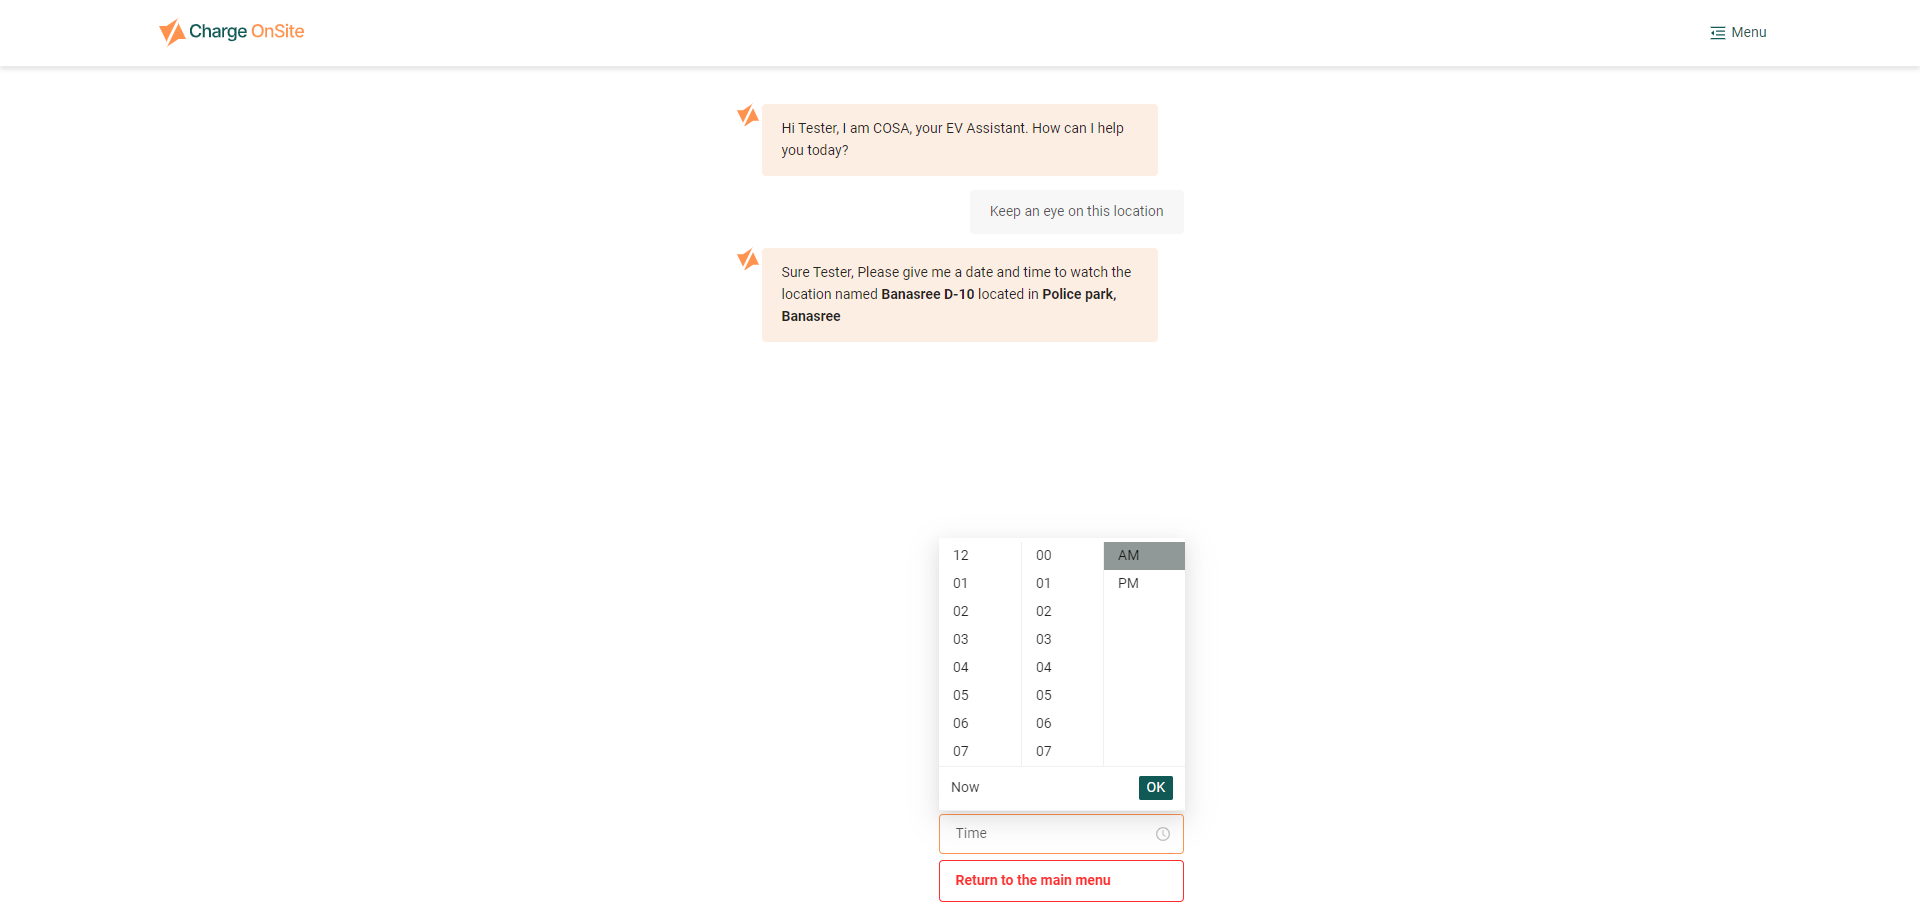 Charge OnSite
Menu
Hi Tester, I am COSA, your EV Assistant. How can I help
you today?
Keep an eye on this location
Sure Tester, Please give me a date and time to watch the
location named Banasree D-10 located in Police park,
Banasree
12 00 AM
01 01 PM
02 02
03 03
04 04
05 05
06 06
07 07
Now OK
Time
Return to the main menu